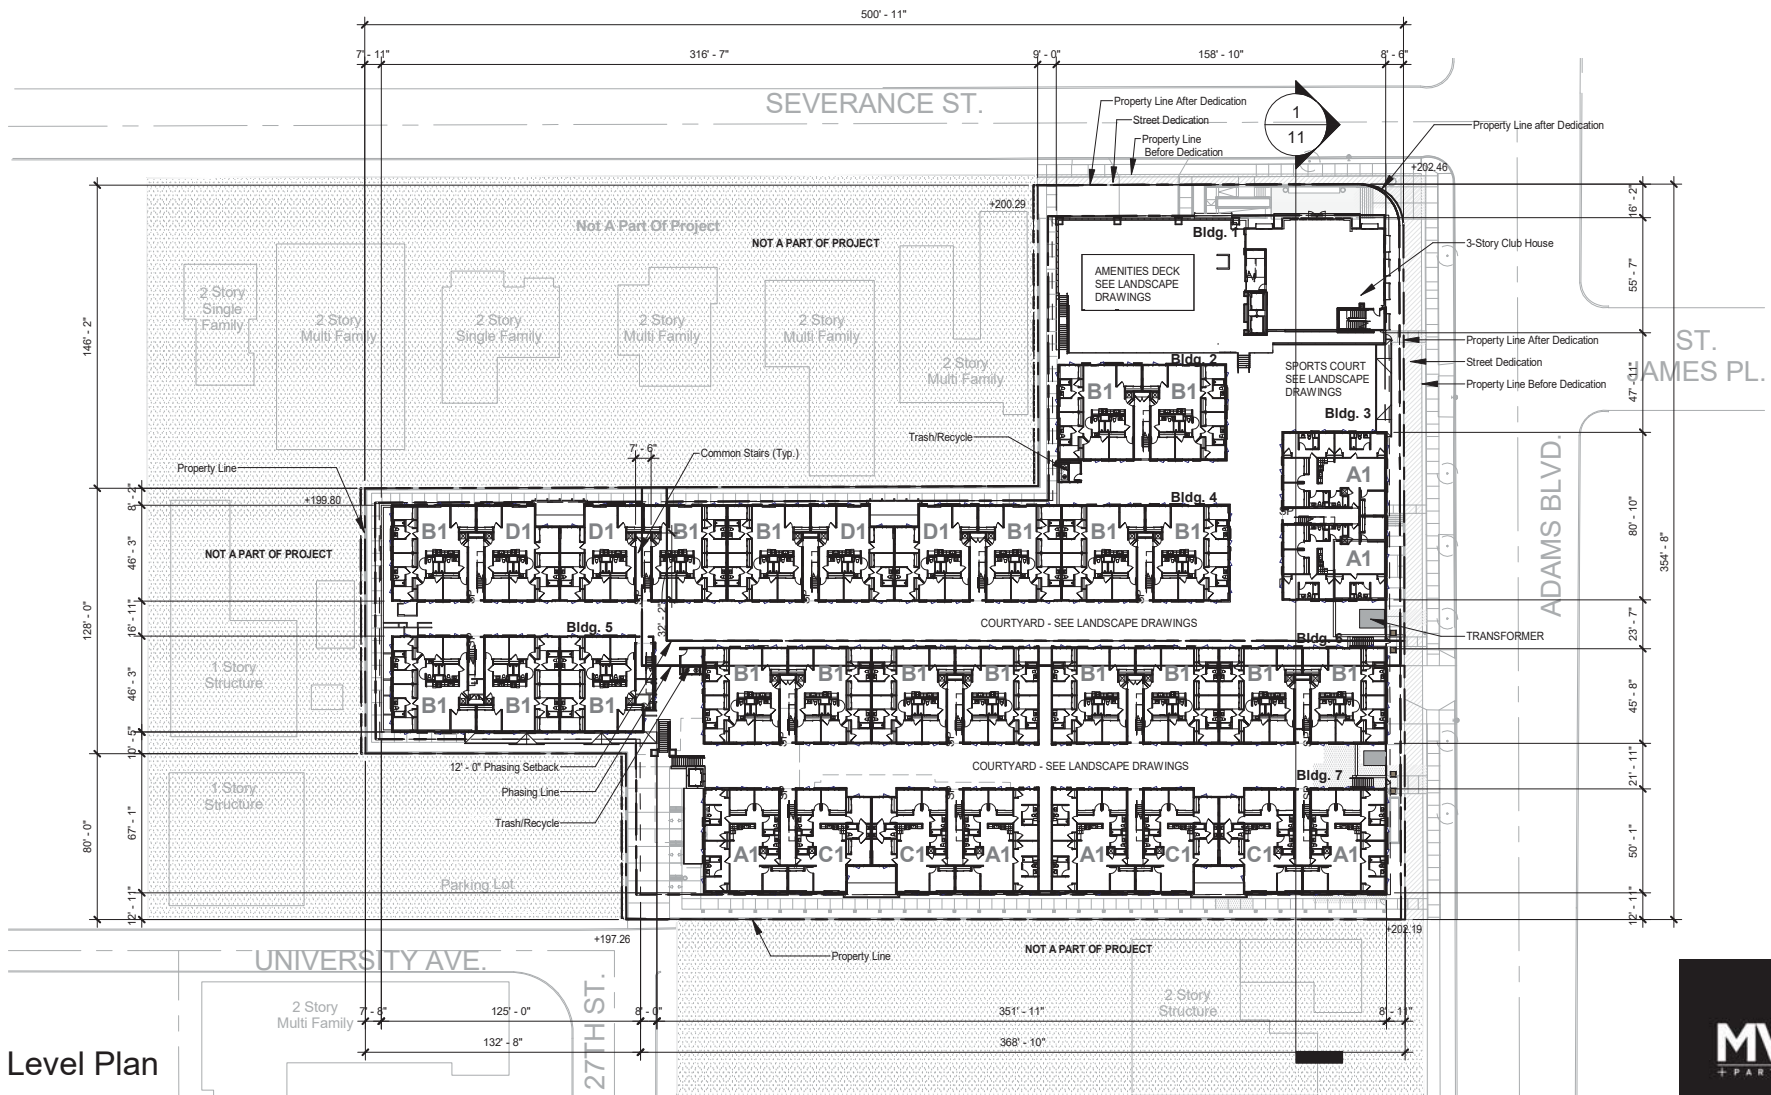 500' - 11"
7' - 11"
316' - 7"
9' - 0"
158' - 10"
8' - 6"
SEVERANCE ST.
Property Line After Dedication
Street Dedication
Property Line
Before Dedication
1
11
Property Line after Dedication
+202.46
+200.29
Not A Part Of Project
NOT A PART OF PROJECT
Bldg. 1
3-Story Club House
AMENITIES DECK
SEE LANDSCAPE
DRAWINGS
16' - 2"
55' - 7"
2 Story
Single
Family
2 Story
Multi Family
2 Story
Single Family
2 Story
Multi Family
2 Story
Multi Family
2 Story
Multi Family
146' - 2"
Property Line After Dedication
Street Dedication
Property Line Before Dedication
ST.
JAMES PL.
47' - 11"
Bldg. 2
SPORTS COURT
SEE LANDSCAPE
DRAWINGS
Bldg. 3
B1
B1
Trash/Recycle
7' - 6"
Common Stairs (Typ.)
Property Line
+199.80
8' - 2"
A1
A1
Bldg. 4
B1
D1
D1
B1
B1
D1
D1
B1
B1
B1
NOT A PART OF PROJECT
46' - 3"
80' - 10"
354' - 8"
ADAMS BLVD.
SP
128' - 0"
16' - 11"
32' - 2"
Bldg. 5
COURTYARD - SEE LANDSCAPE DRAWINGS
Bldg. 6
TRANSFORMER
23' - 7"
1 Story
Structure
46' - 3"
B1
B1
B1
B1
B1
B1
B1
B1
B1
B1
B1
45' - 8"
10' - 5"
12' - 0" Phasing Setback
COURTYARD - SEE LANDSCAPE DRAWINGS
Bldg. 7
21' - 11"
1 Story
Structure
Phasing Line
Trash/Recycle
80' - 0"
67' - 1"
A1
C1
C1
A1
A1
C1
C1
A1
50' - 1"
Parking Lot
12' - 11"
12' - 11"
+197.26
+202.19
Property Line
NOT A PART OF PROJECT
UNIVERSITY AVE.
27TH ST.
2 Story
Multi Family
2 Story
Structure
7' - 8"
125' - 0"
8' - 0"
351' - 11"
8' - 11"
132' - 8"
368' - 10"
Level Plan
MV
+ PAR